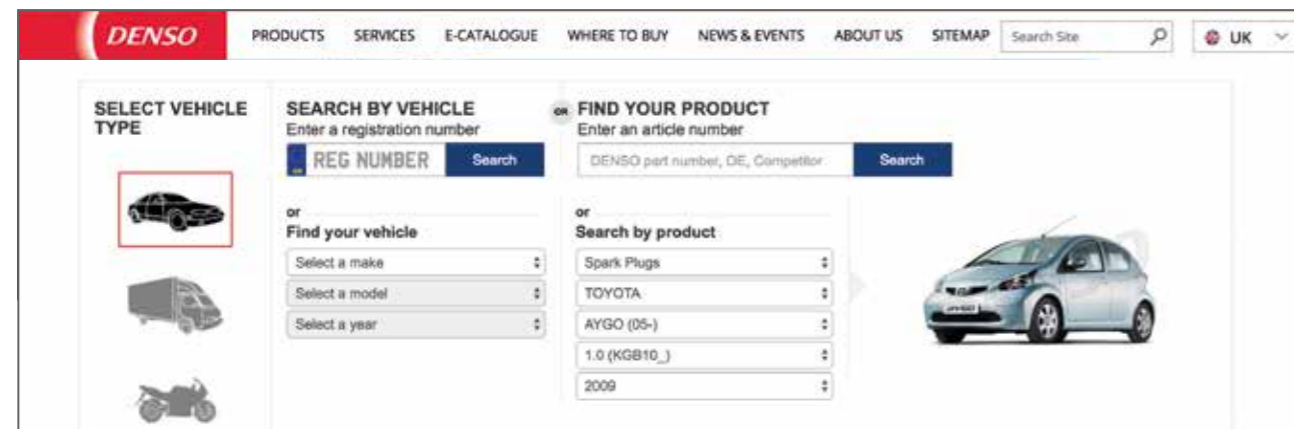 DENSO
PRODUCTS SERVICES E-CATALOGUE WHERE TO BUY NEWS & EVENTS ABOUT US SITEMAP Search Site UK
SELECT VEHICLE
TYPE
SEARCH BY VEHICLE
Enter a registration number
REG NUMBER Search
or
Find your vehicle
Select a make
Select a model
Select a year
OR
FIND YOUR PRODUCT
Enter an article number
DENSO part number, OE, Competitor Search
or
Search by product
Spark Plugs
TOYOTA
AYGO (05-)
1.0 (KGB10_)
2009
AYGO